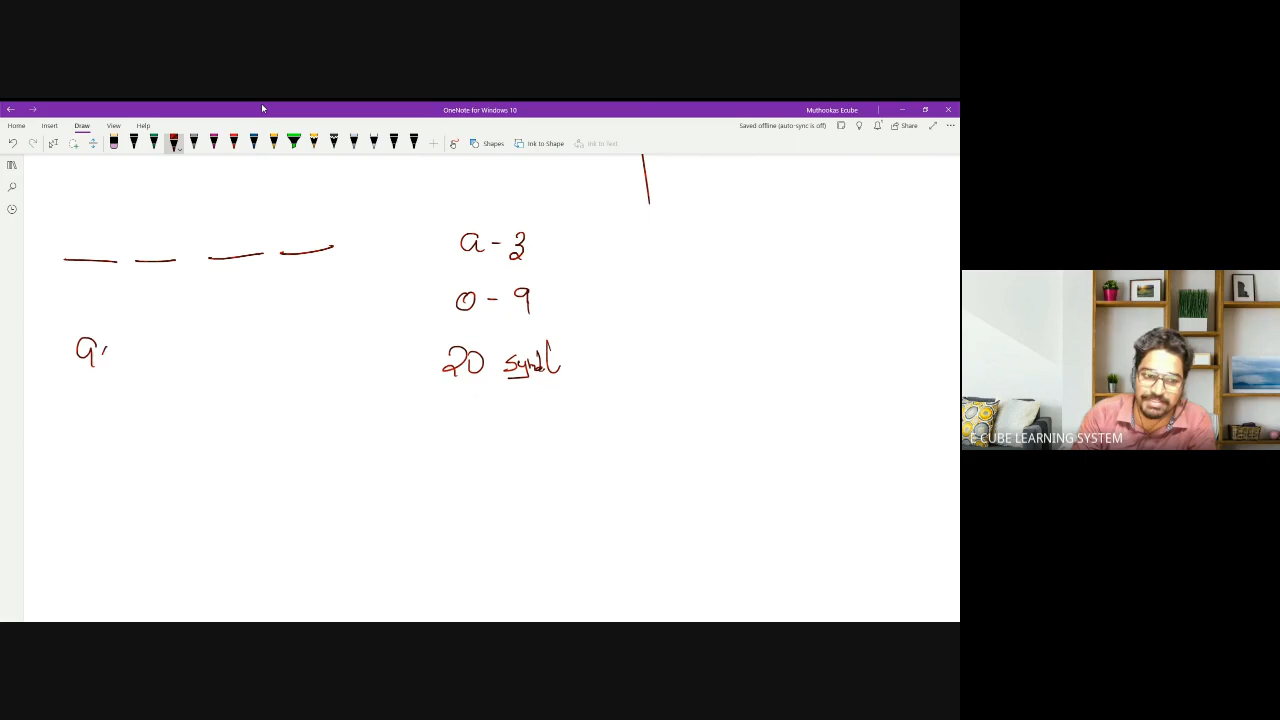 OneNote for Windows 10
Muthookas Ecube
Home Insert Draw View Help
Saved offline (auto-sync is off)
Share
Shapes
Ink to Shape
Ink to Text
a - z
0 - 9
20 symbl
a
E CUBE LEARNING SYSTEM